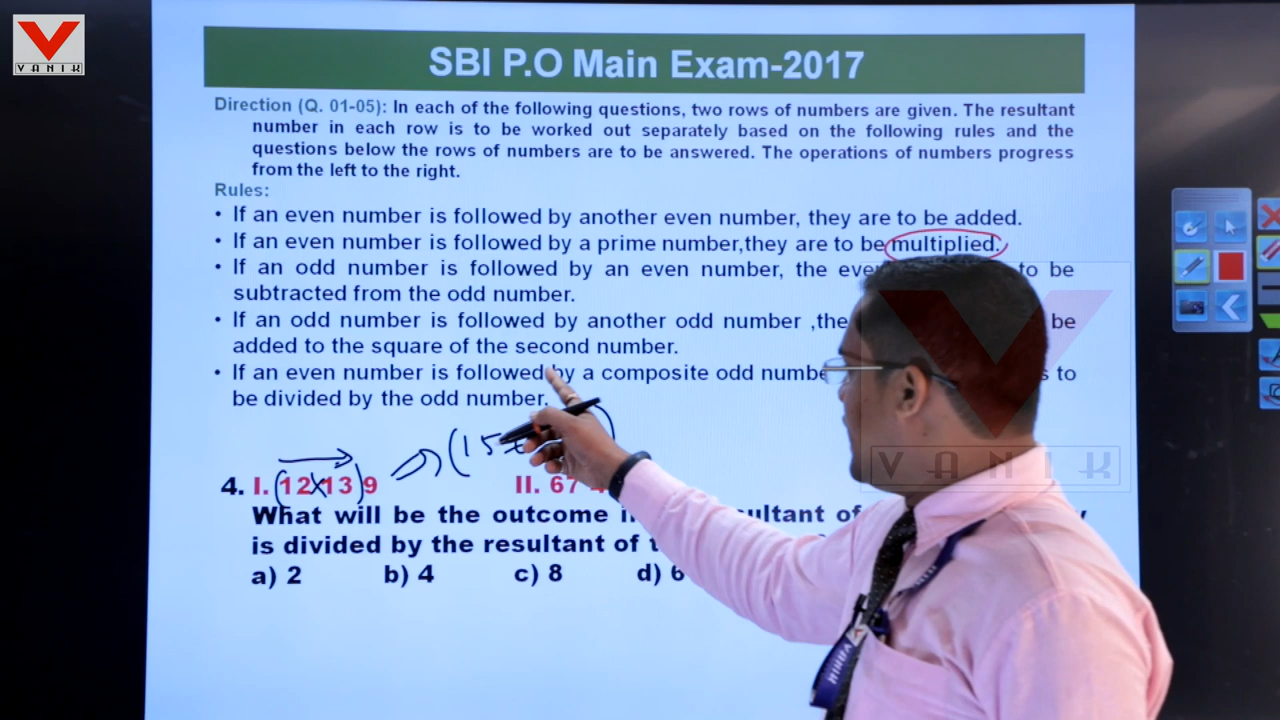 VANIK
SBI P.O Main Exam-2017
Direction (Q. 01-05): In each of the following questions, two rows of numbers are given. The resultant
number in each row is to be worked out separately based on the following rules and the
questions below the rows of numbers are to be answered. The operations of numbers progress
from the left to the right.
Rules:
• If an even number is followed by another even number, they are to be added.
• If an even number is followed by a prime number,they are to be multiplied.
• If an odd number is followed by an even number, the to be
subtracted from the odd number.
• If an odd number is followed by another odd number ,the be
added to the square of the second number.
• If an even number is followed by a composite odd to
be divided by the odd number.
4. I. (12×13)9 (15 II. 67
What will be the outcome of
is divided by the resultant of
a) 2 b) 4 c) 8 d) 6
VANIK
VANIK